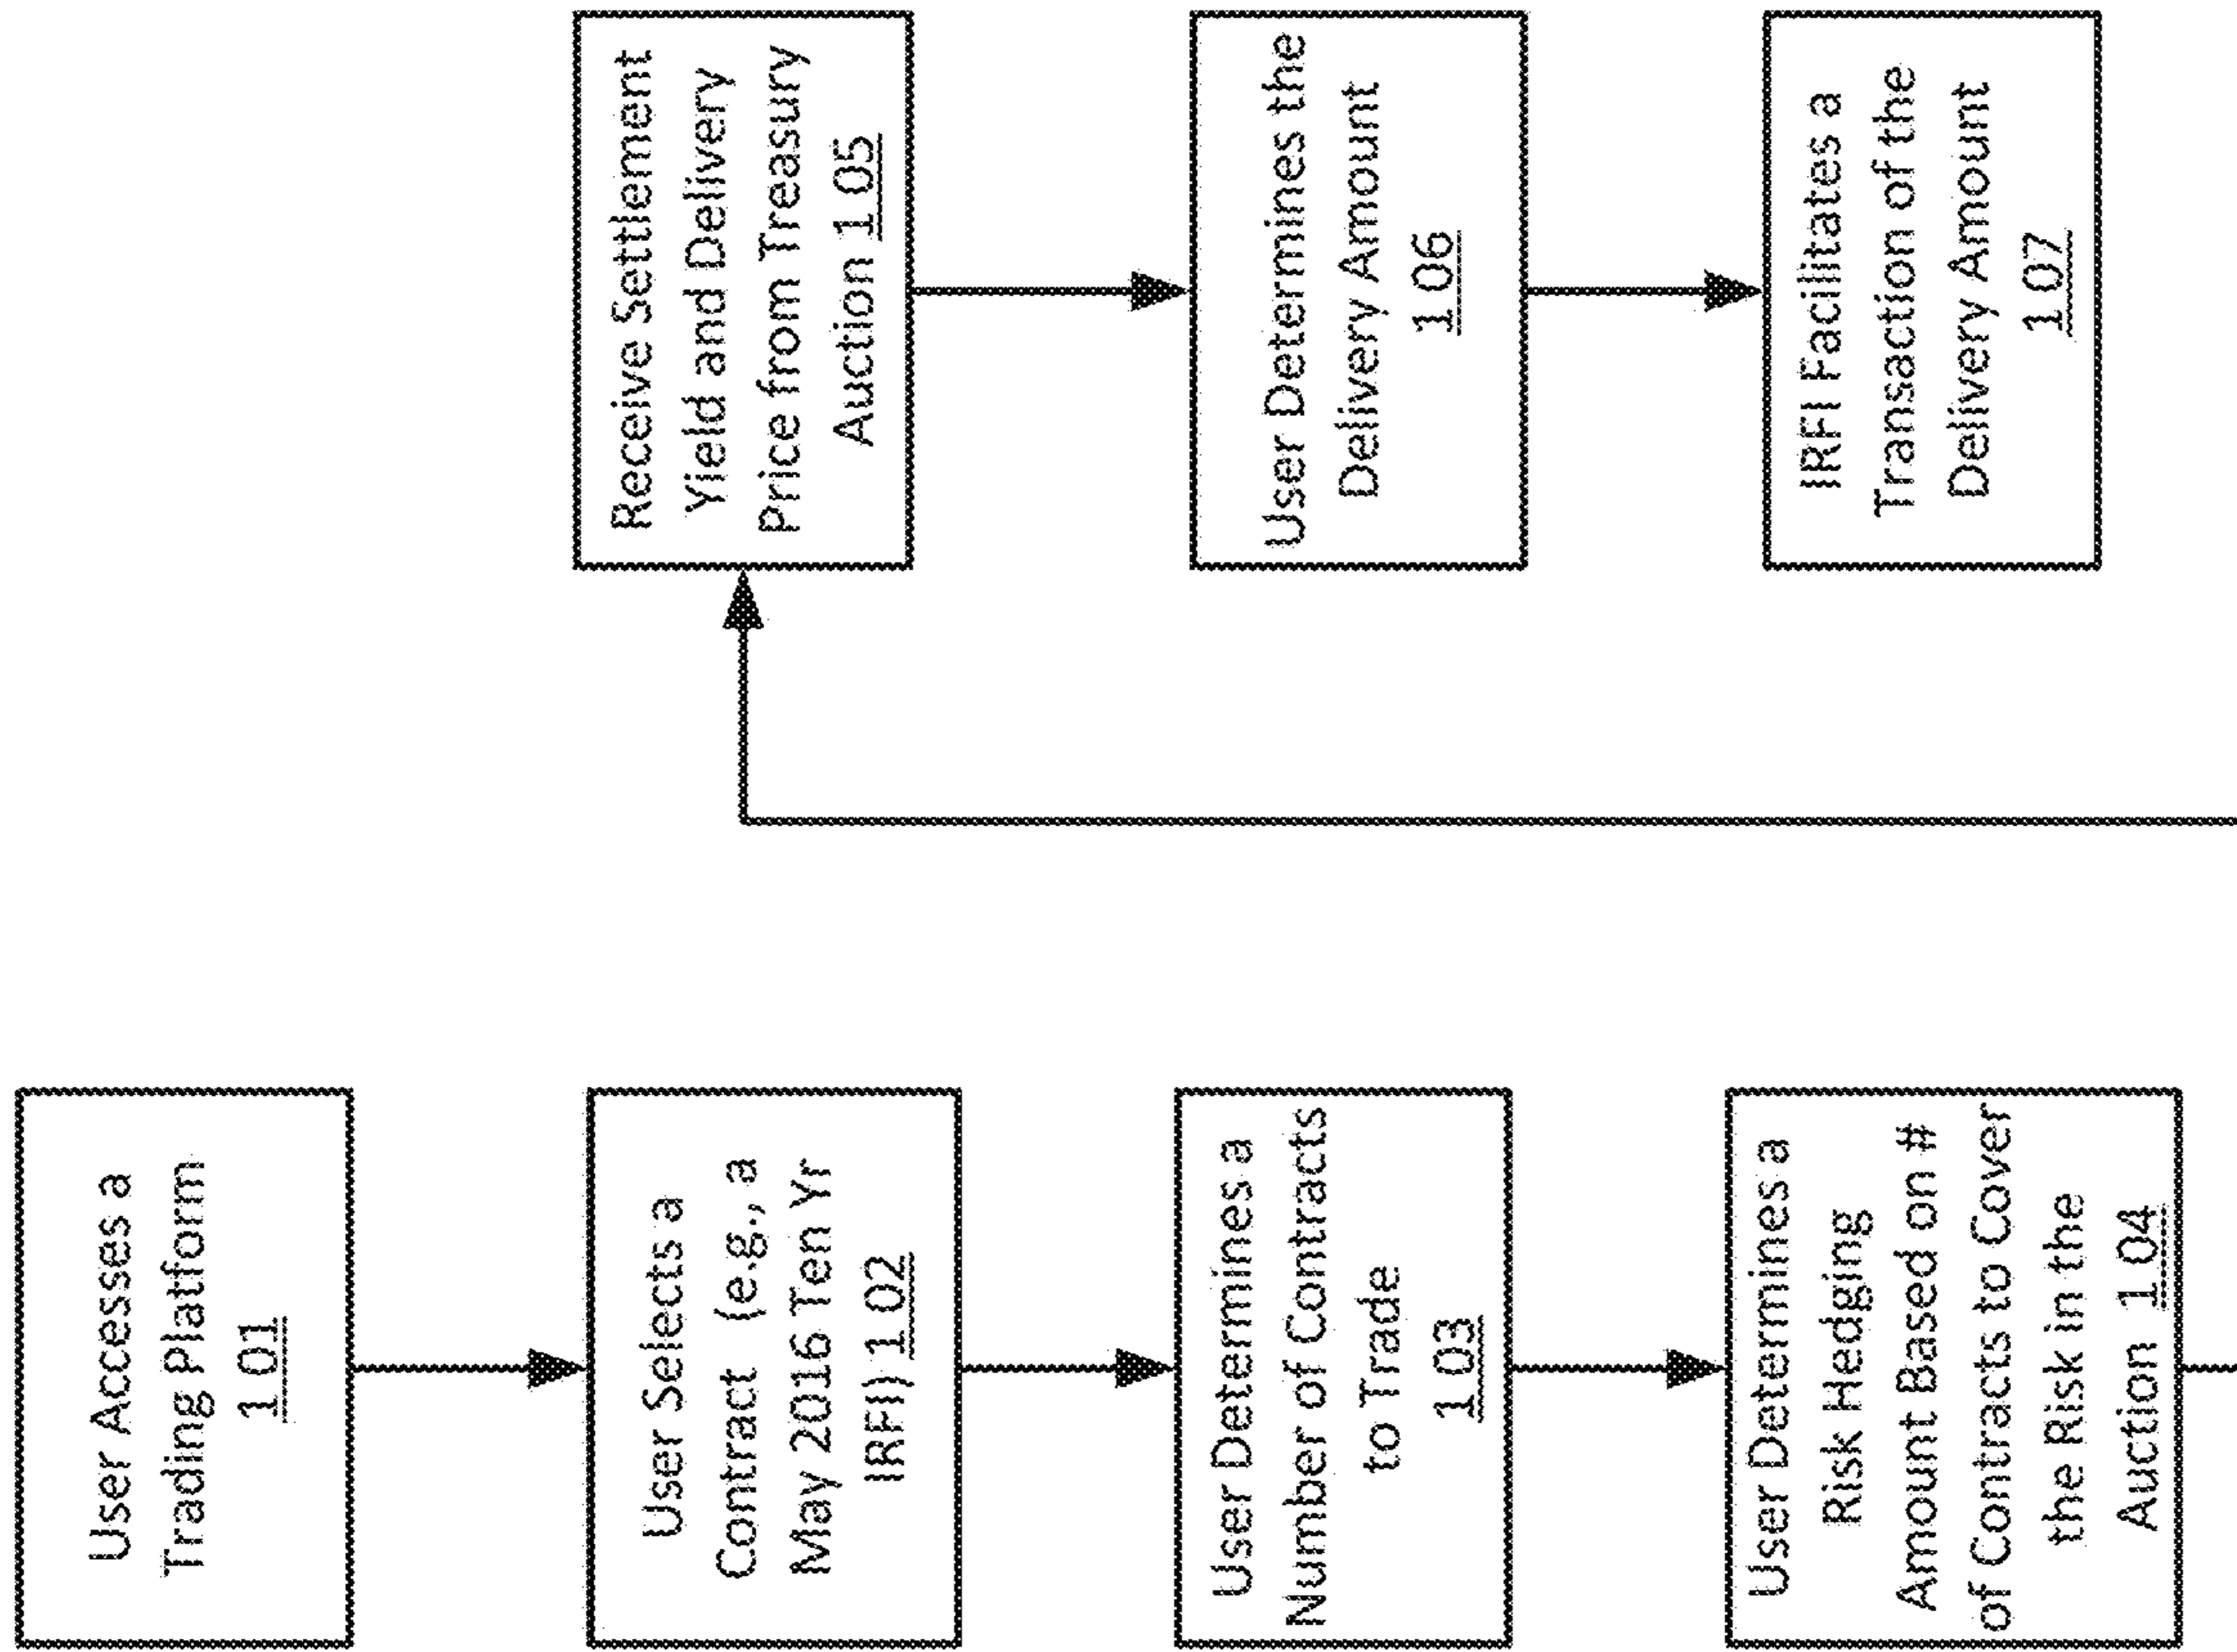 User Accesses a
Trading Platform
101
User Selects a
Contract (e.g., a
May 2016 Ten Yr
IRFI) 102
User Determines a
Number of Contracts
to Trade
103
User Determines a
Risk Hedging
Amount Based on #
of Contracts to Cover
the Risk in the
Auction 104
Receive Settlement
Yield and Delivery
Price from Treasury
Auction 105
User Determines the
Delivery Amount
106
IRFI Facilitates a
Transaction of the
Delivery Amount
107